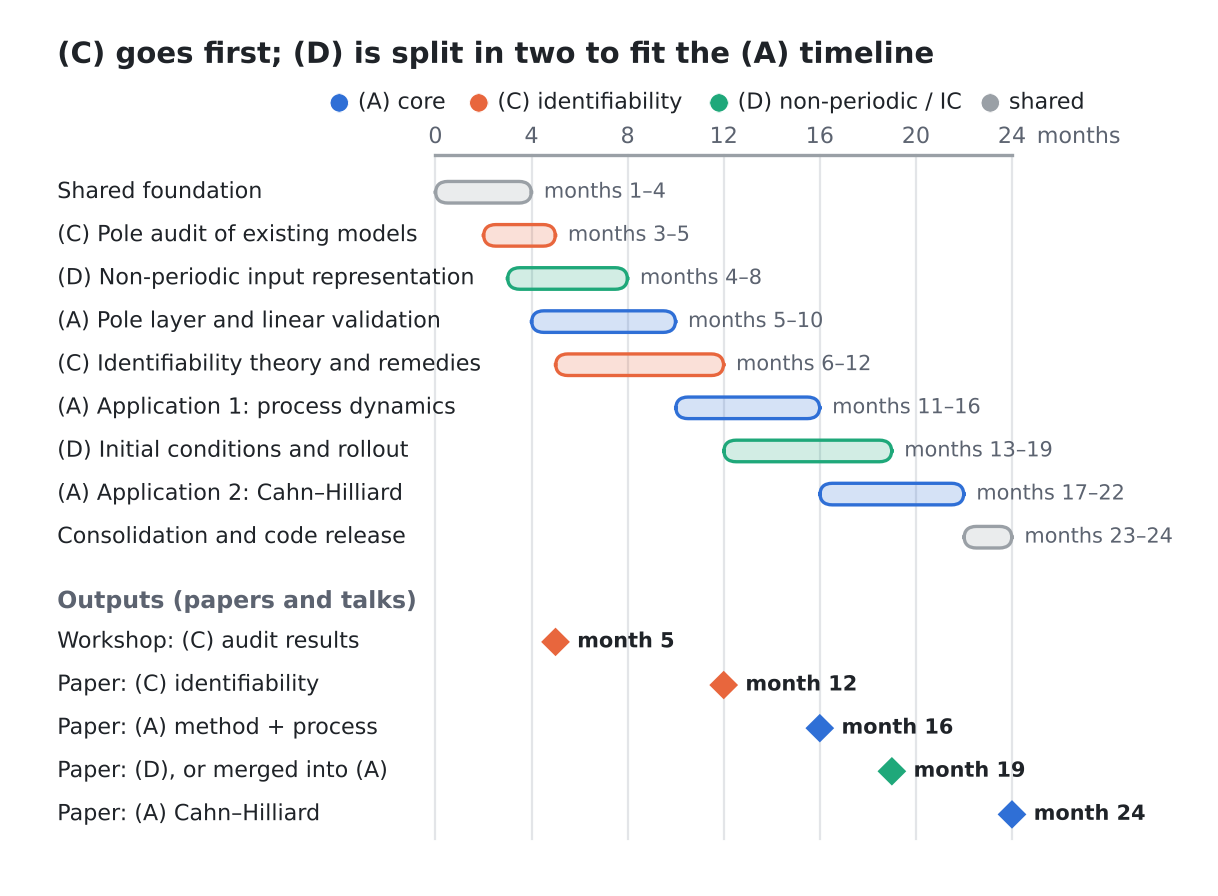 (C) goes first; (D) is split in two to fit the (A) timeline
(A) core (C) identifiability (D) non-periodic / IC shared
0 4 8 12 16 20 24 months
Shared foundation months 1–4
(C) Pole audit of existing models months 3–5
(D) Non-periodic input representation months 4–8
(A) Pole layer and linear validation months 5–10
(C) Identifiability theory and remedies months 6–12
(A) Application 1: process dynamics months 11–16
(D) Initial conditions and rollout months 13–19
(A) Application 2: Cahn–Hilliard months 17–22
Consolidation and code release months 23–24
Outputs (papers and talks)
Workshop: (C) audit results month 5
Paper: (C) identifiability month 12
Paper: (A) method + process month 16
Paper: (D), or merged into (A) month 19
Paper: (A) Cahn–Hilliard month 24